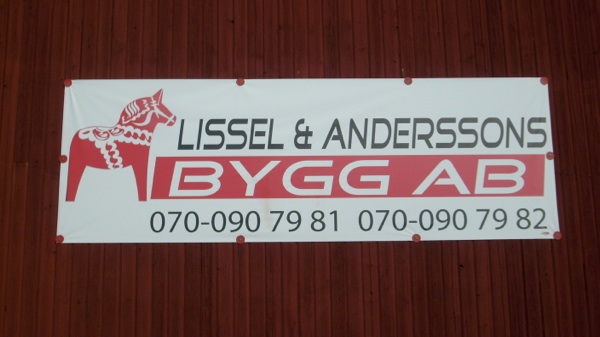 LISSEL & ANDERSSONS
BYGG AB
070-090 79 81 070-090 79 82